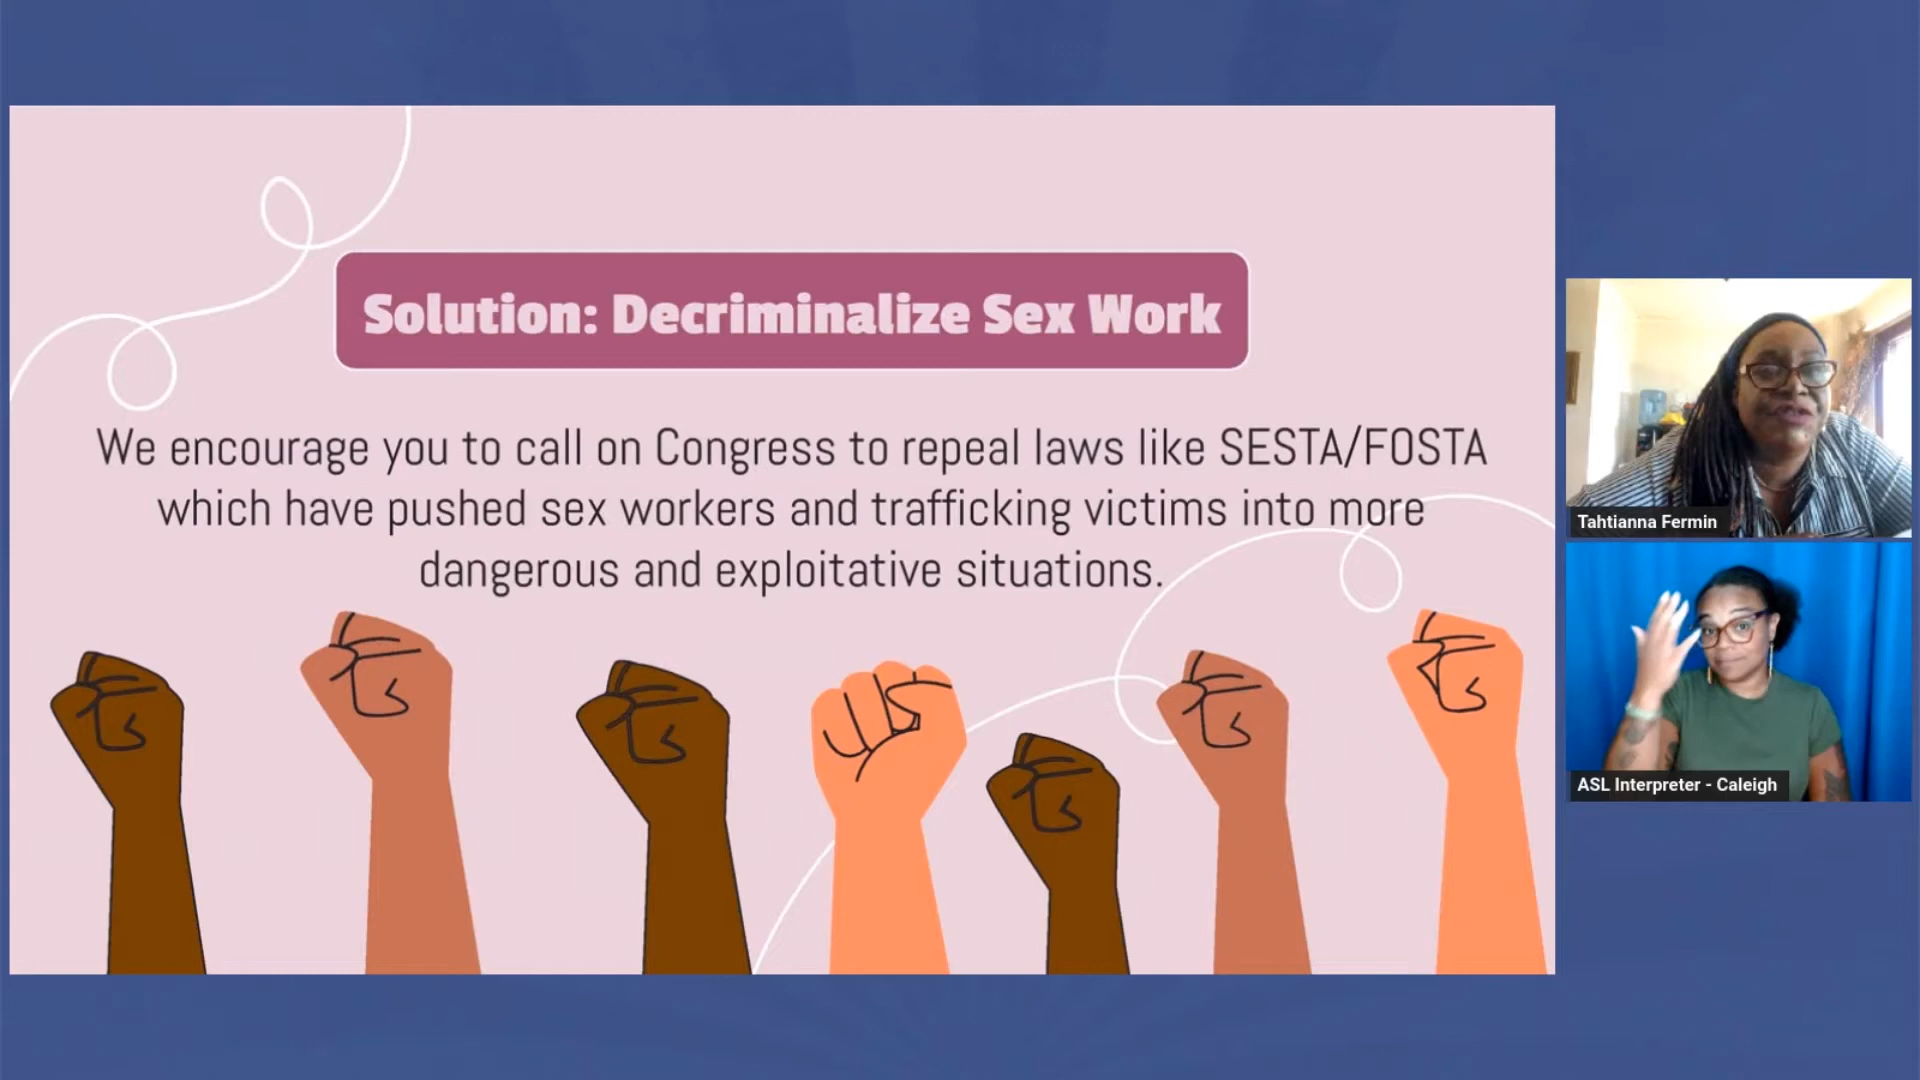 Solution: Decriminalize Sex Work
We encourage you to call on Congress to repeal laws like SESTA/FOSTA
which have pushed sex workers and trafficking victims into more
dangerous and exploitative situations.
Tahtianna Fermin
ASL Interpreter - Caleigh